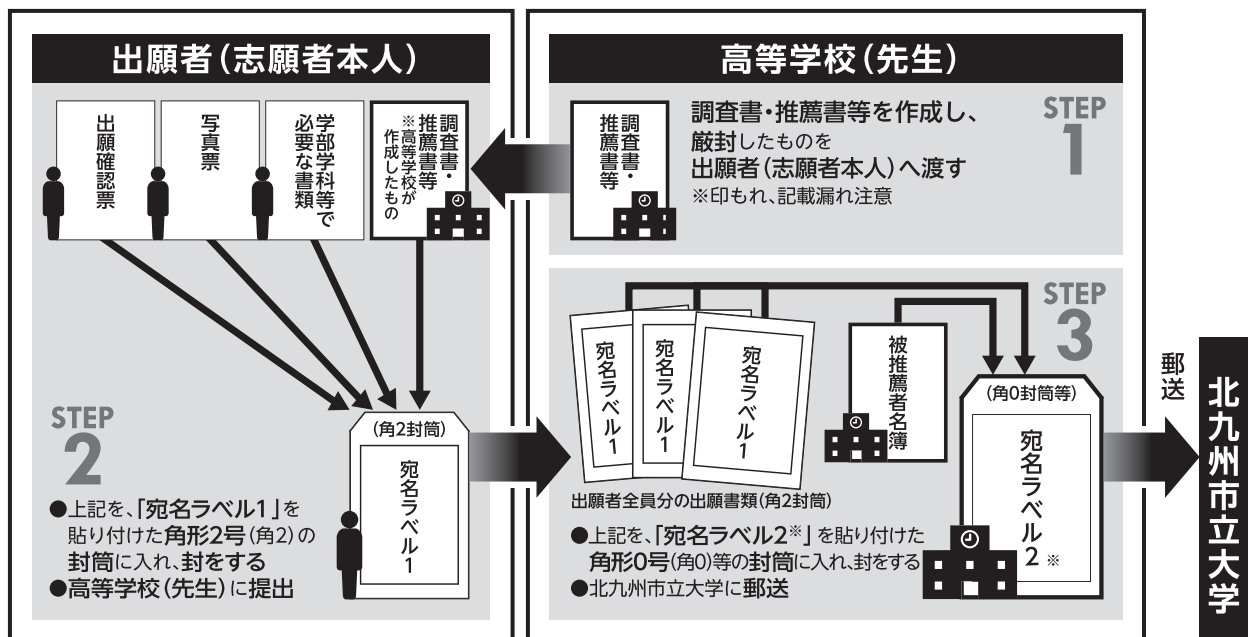 出願者(志願者本人)
出願確認票
写真票
学部学科等で
必要な書類
調査書・
推薦書等
※高等学校が
作成したもの
STEP
2
●上記を、「宛名ラベル1」を
貼り付けた角形2号(角2)の
封筒に入れ、封をする
●高等学校(先生)に提出
(角2封筒)
宛名ラベル1
高等学校(先生)
調査書・
推薦書等
調査書・推薦書等を作成し、
厳封したものを
出願者(志願者本人)へ渡す
※印もれ、記載漏れ注意
STEP
1
STEP
3
宛名ラベル1
宛名ラベル1
宛名ラベル1
被推薦者名簿
(角0封筒等)
宛名ラベル2※
出願者全員分の出願書類(角2封筒)
●上記を、「宛名ラベル2※」を貼り付けた
角形0号(角0)等の封筒に入れ、封をする
●北九州市立大学に郵送
郵送
北九州市立大学